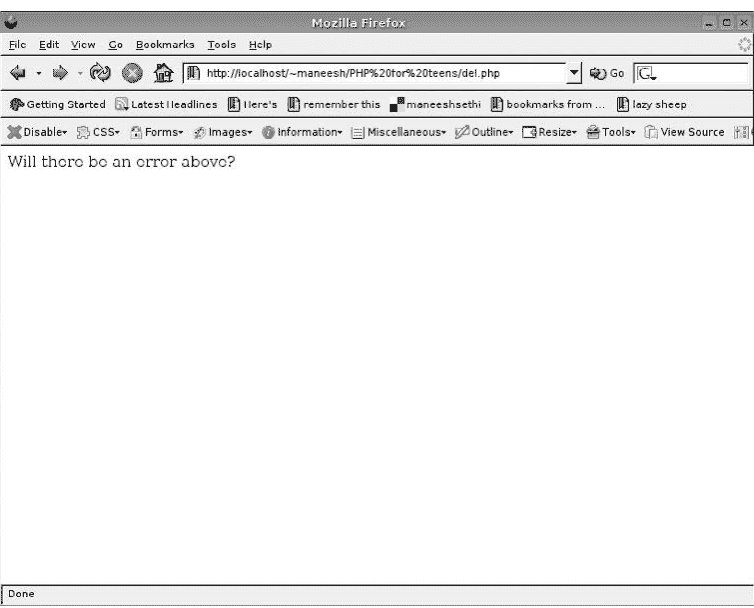 Mozilla Firefox
File Edit View Go Bookmarks Tools Help
http://localhost/~maneesh/PHP%20for%20teens/del.php Go G
Getting Started Latest Headlines Here's remember this maneeshsethi bookmarks from ... lazy sheep
Disable CSS Forms Images Information Miscellaneous Outline Resize Tools View Source
Will there be an error above?
Done